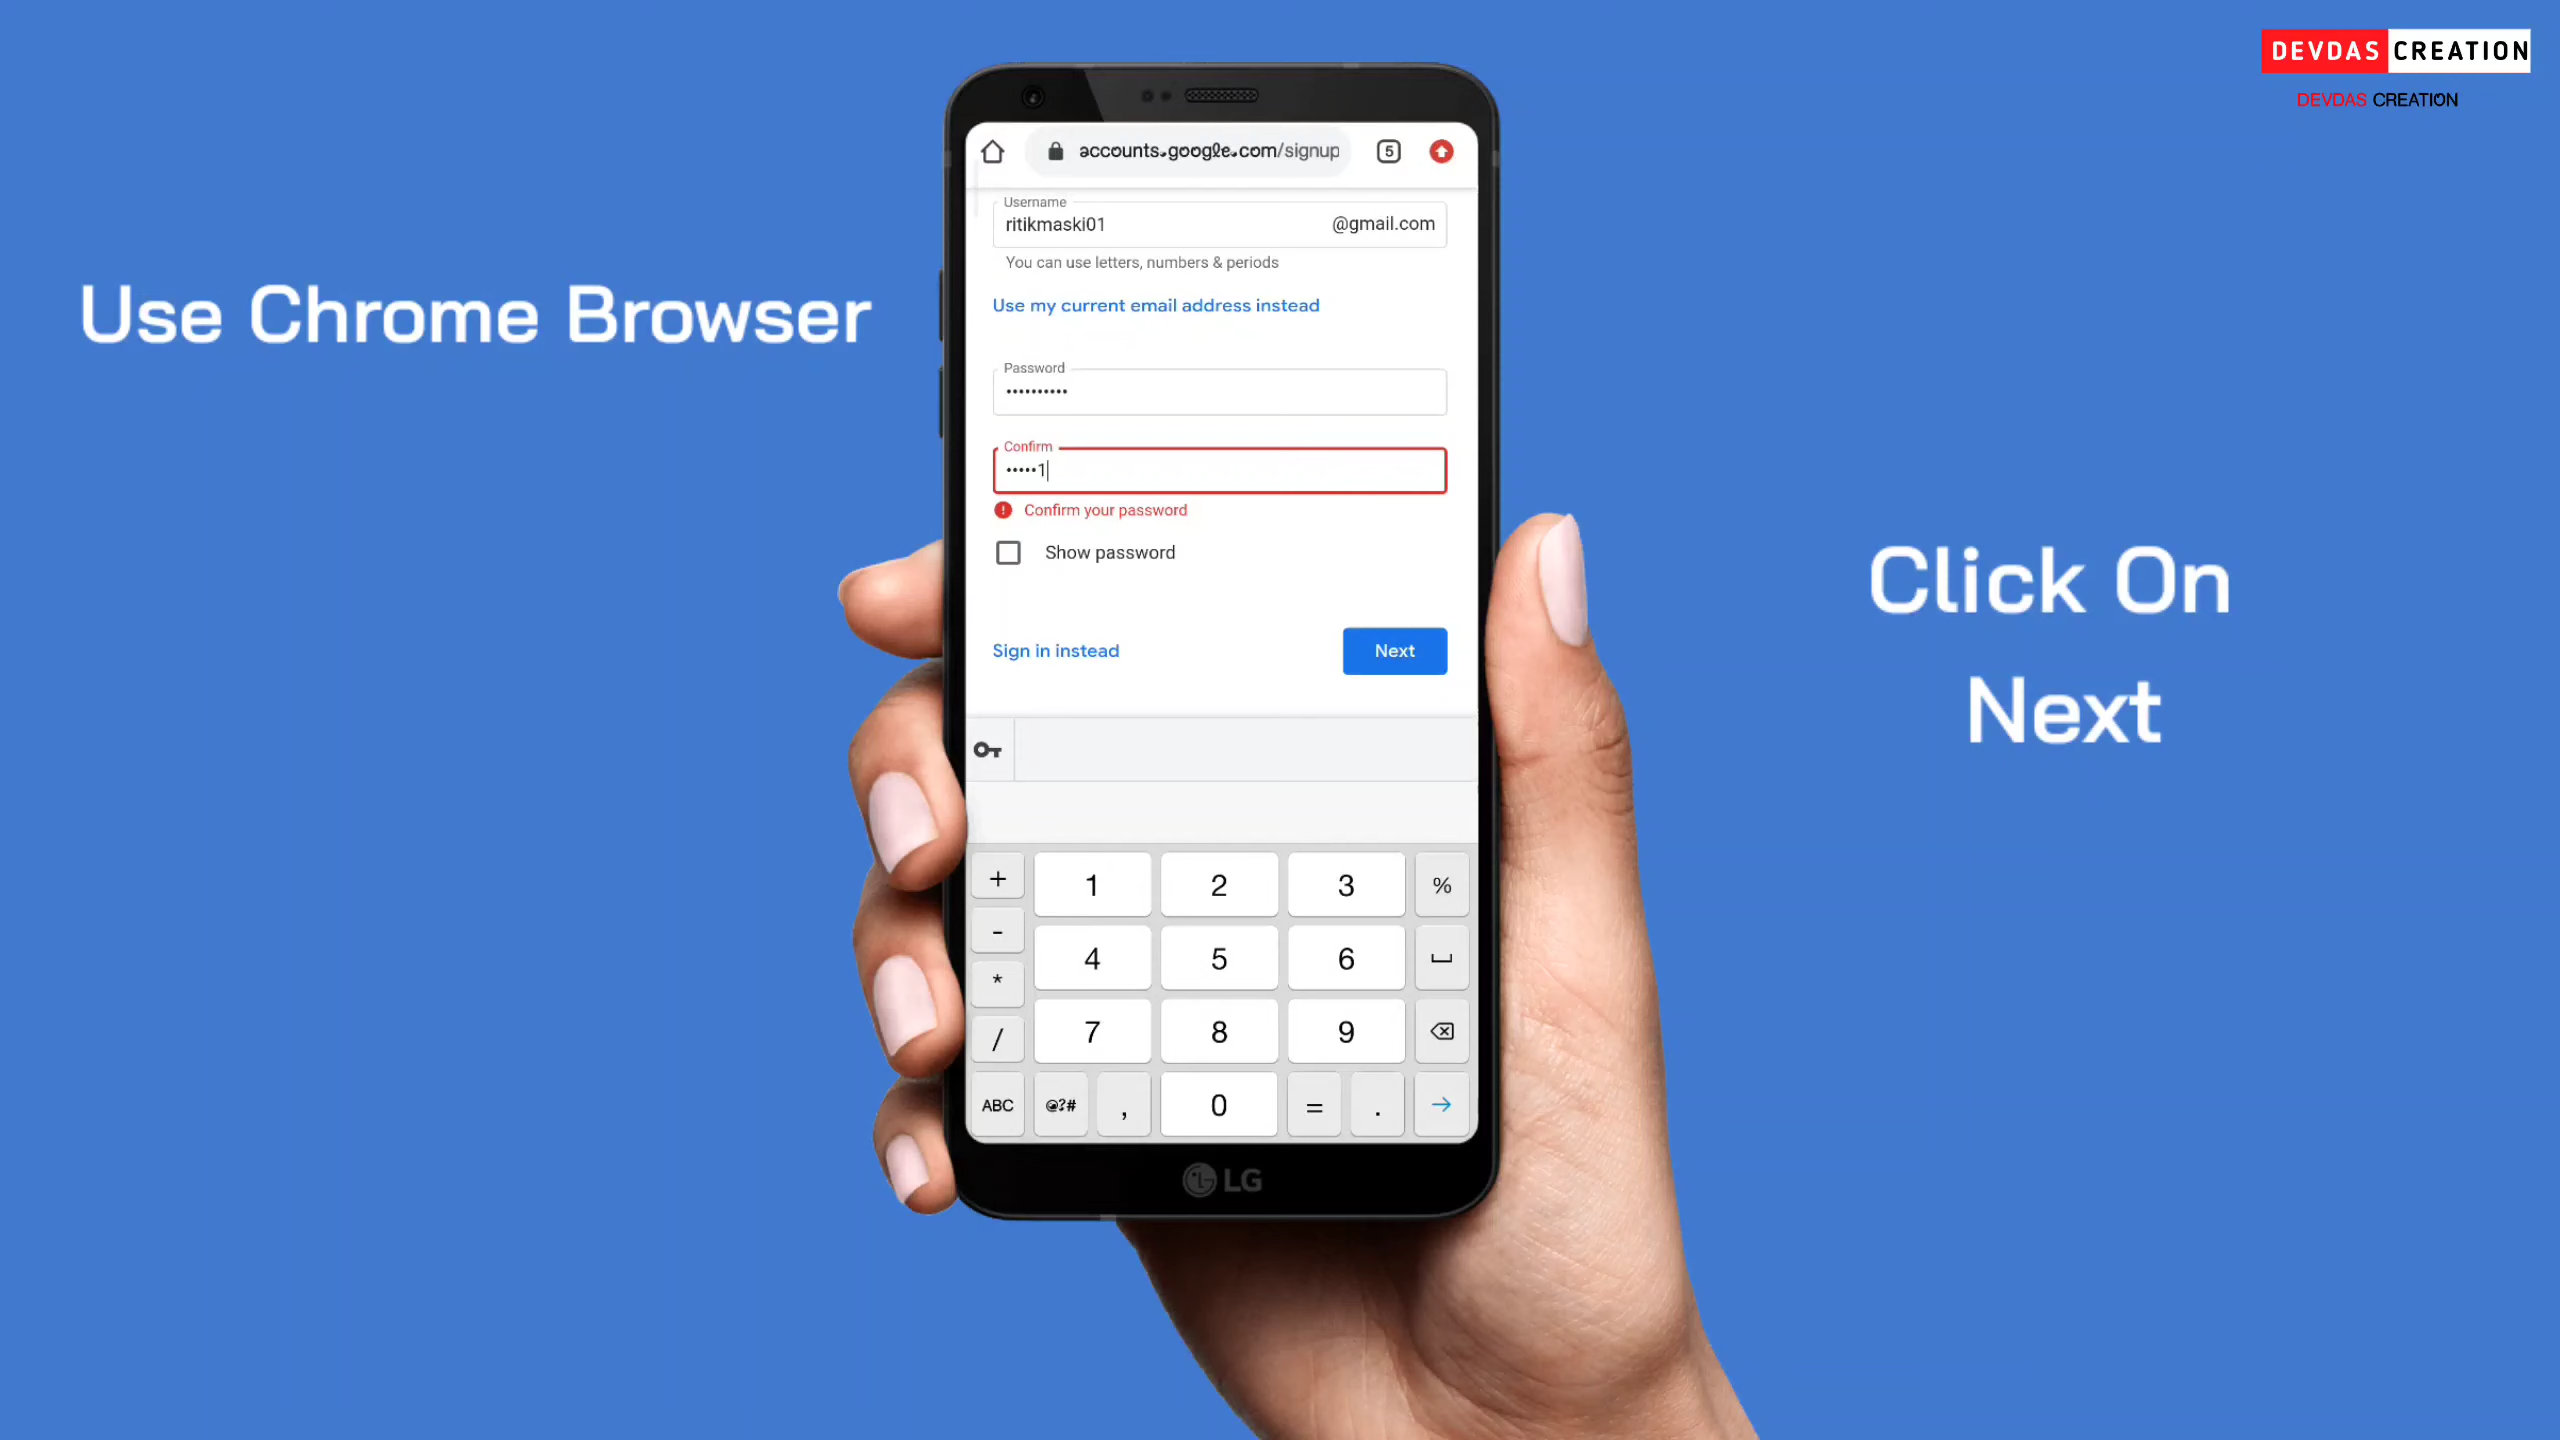 DEVDAS CREATION
DEVDAS CREATION
Use Chrome Browser
Click On
Next
accounts.google.com/signup
5
Username
ritikmaski01
@gmail.com
You can use letters, numbers & periods
Use my current email address instead
Password
••••••••••
Confirm
•••••1
Confirm your password
Show password
Sign in instead
Next
+ 1 2 3 %
- 4 5 6
*
/ 7 8 9
ABC @?# , 0 = . →
LG